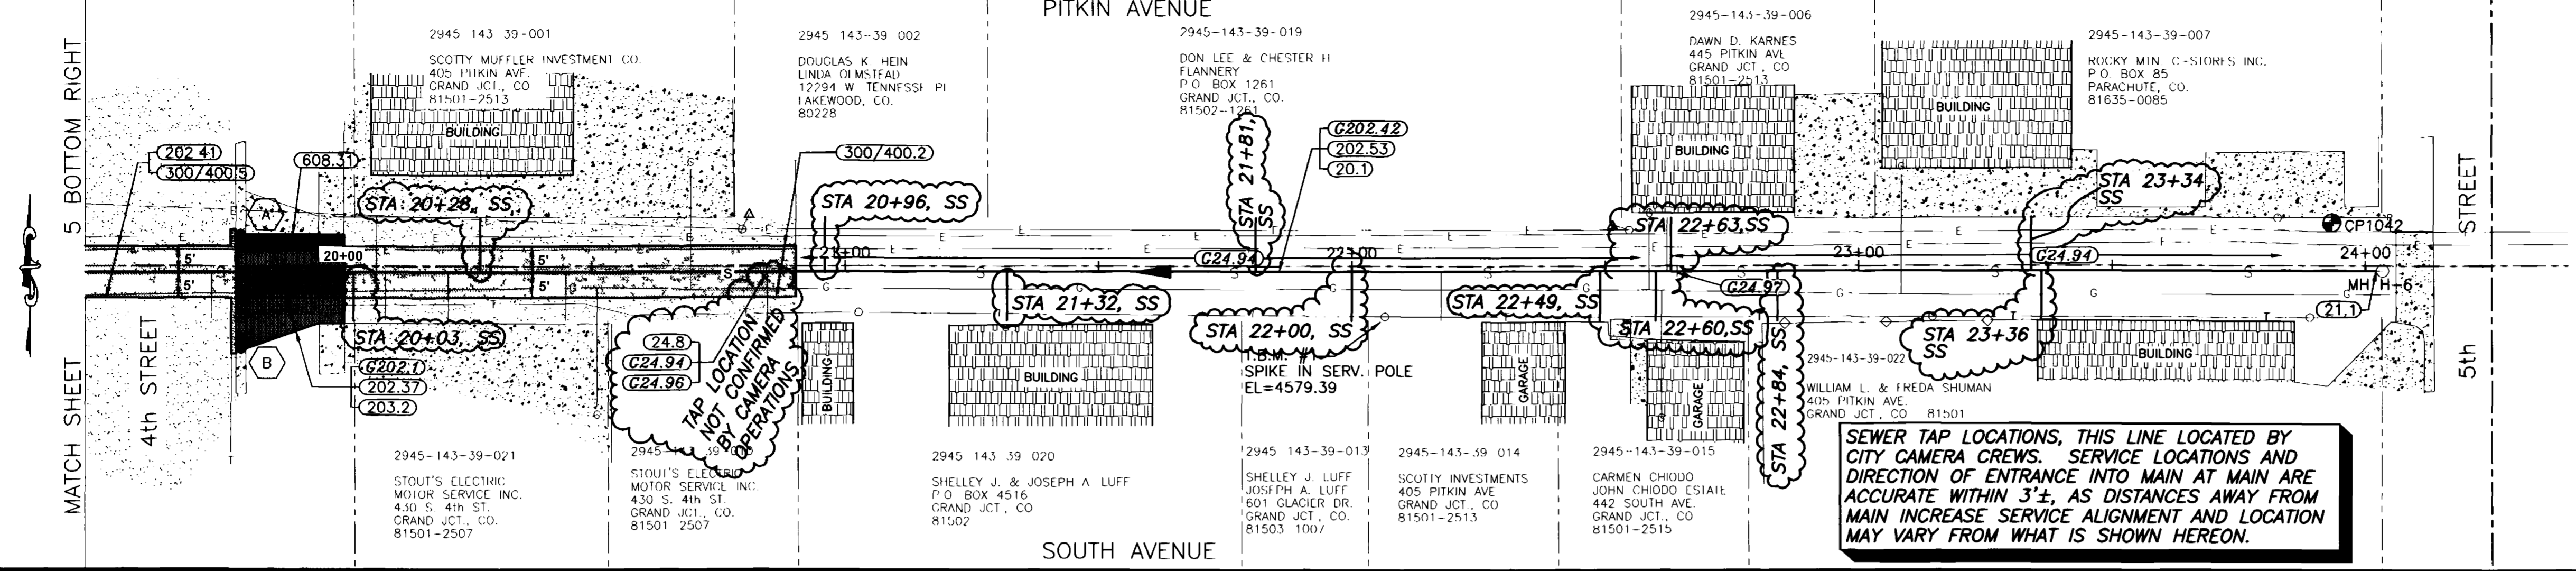 PITKIN AVENUE
5 BOTTOM RIGHT
MATCH SHEET
4th STREET
2945 143 39-001
SCOTTY MUFFLER INVESTMENT CO.
405 PITKIN AVE.
GRAND JCT., CO
81501-2513
BUILDING
2945 143-39 002
DOUGLAS K. HEIN
LINDA OLMSTEAD
12294 W TENNESSE PL
LAKEWOOD, CO.
80228
2945-143-39-019
DON LEE & CHESTER H
FLANNERY
P O BOX 1261
GRAND JCT., CO.
81502-1261
2945-143-39-006
DAWN D. KARNES
445 PITKIN AVE
GRAND JCT, CO
81501-2513
BUILDING
2945-143-39-007
ROCKY MTN. C-STORES INC.
P.O. BOX 85
PARACHUTE, CO.
81635-0085
BUILDING
202.41
300/400.5
608.31
300/400.2
G202.42
202.53
20.1
A
B
STA 20+28, SS
STA 20+96, SS
STA 21+81, SS
STA 22+63, SS
STA 23+34,
SS
CP1042
5'
5'
20+00
5'
5'
21+00
G24.94
22+00
23+00
G24.94
24+00
MH H-6
21.1
G24.97
STA 20+03, SS
G202.1
202.37
203.2
24.8
G24.94
G24.96
TAP LOCATION
NOT CONFIRMED
BY CAMERA
OPERATIONS
BUILDING
STA 21+32, SS
BUILDING
STA 22+00, SS
T.B.M. #
SPIKE IN SERV. POLE
EL=4579.39
STA 22+49, SS
GARAGE
STA 22+60, SS
GARAGE
STA 22+84, SS
STA 23+36
SS
BUILDING
2945-143-39-022
WILLIAM L. & FREDA SHUMAN
405 PITKIN AVE.
GRAND JCT, CO 81501
5th STREET
2945-143-39-021
STOUT'S ELECTRIC
MOTOR SERVICE INC.
430 S. 4th ST.
GRAND JCT., CO.
81501-2507
STOUT'S ELECTRIC
MOTOR SERVICE INC.
430 S. 4th ST.
GRAND JCT., CO.
81501 2507
2945 143 39 020
SHELLEY J. & JOSEPH A LUFF
P O BOX 4516
GRAND JCT, CO
81502
2945 143-39-013
SHELLEY J. LUFF
JOSEPH A. LUFF
601 GLACIER DR.
GRAND JCT, CO.
81503 1007
2945-143-39 014
SCOTTY INVESTMENTS
405 PITKIN AVE
GRAND JCT., CO
81501-2513
2945-143-39-015
CARMEN CHIODO
JOHN CHIODO ESTATE
442 SOUTH AVE.
GRAND JCT., CO
81501-2515
SOUTH AVENUE
SEWER TAP LOCATIONS, THIS LINE LOCATED BY
CITY CAMERA CREWS. SERVICE LOCATIONS AND
DIRECTION OF ENTRANCE INTO MAIN AT MAIN ARE
ACCURATE WITHIN 3'±, AS DISTANCES AWAY FROM
MAIN INCREASE SERVICE ALIGNMENT AND LOCATION
MAY VARY FROM WHAT IS SHOWN HEREON.